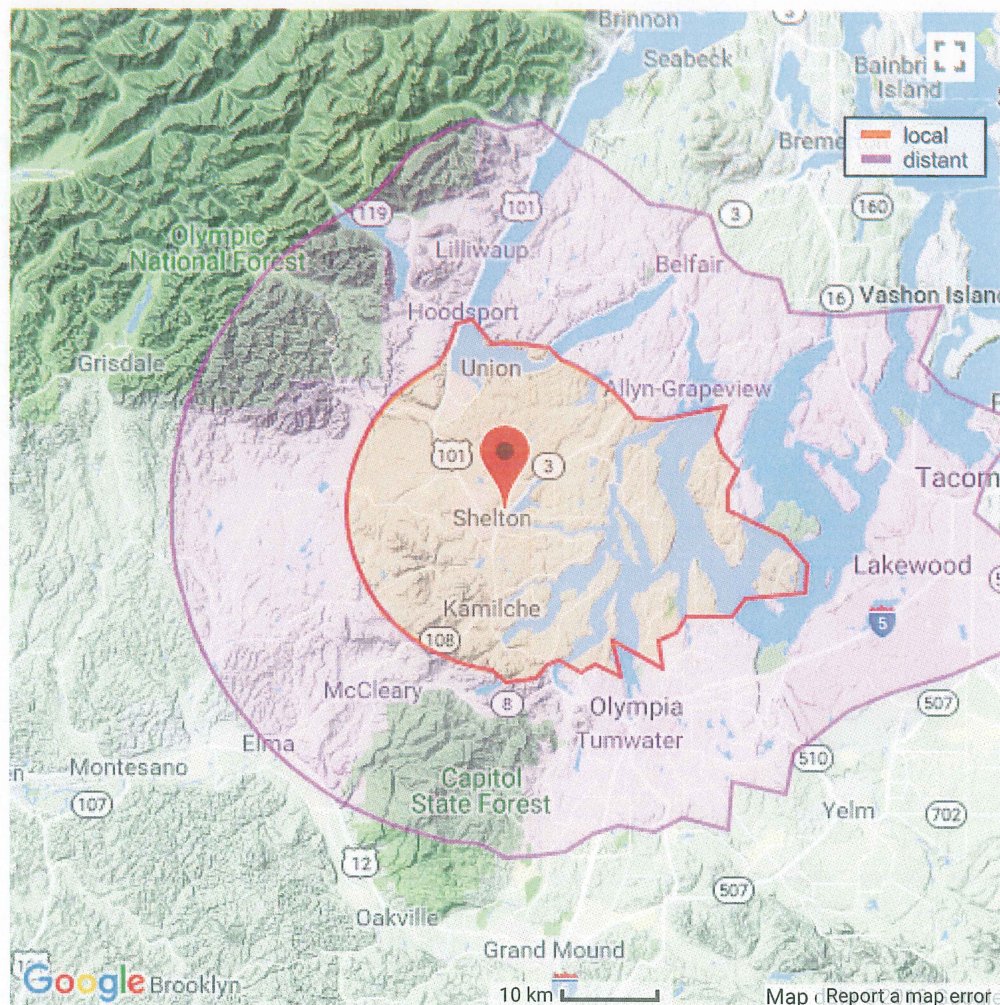 Brinnon
3
Seabeck
Bainbri
Island
local
distant
Breme
119
101
3
160
Olympic
National Forest
Lilliwaup
Belfair
16
Vashon Island
Hoodsport
Grisdale
Union
Allyn-Grapeview
101
3
Tacom
Shelton
Lakewood
Kamilche
5
108
McCleary
8
Olympia
507
Elma
Tumwater
510
Montesano
Capitol
State Forest
107
Yelm
702
12
507
Oakville
Grand Mound
Google
Brooklyn
10 km
Map
Report a map error